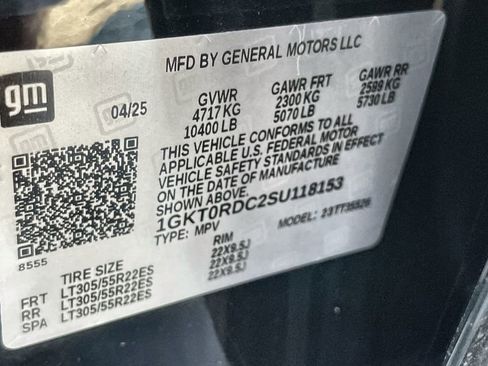 gm
MFD BY GENERAL MOTORS LLC
04/25
GVWR GAWR FRT GAWR RR
4717 KG 2300 KG 2599 KG
10400 LB 5070 LB 5730 LB
THIS VEHICLE CONFORMS TO ALL
APPLICABLE U.S. FEDERAL MOTOR
VEHICLE SAFETY STANDARDS IN EFFECT
ON THE DATE OF MANUFACTURE
SHOWN ABOVE.
1GKT0RDC2SU118153
TYPE: MPV MODEL: 23TT35526
8555
TIRE SIZE RIM
FRT LT305/55R22ES 22X9.5J
RR LT305/55R22ES 22X9.5J
SPA LT305/55R22ES 22X9.5J